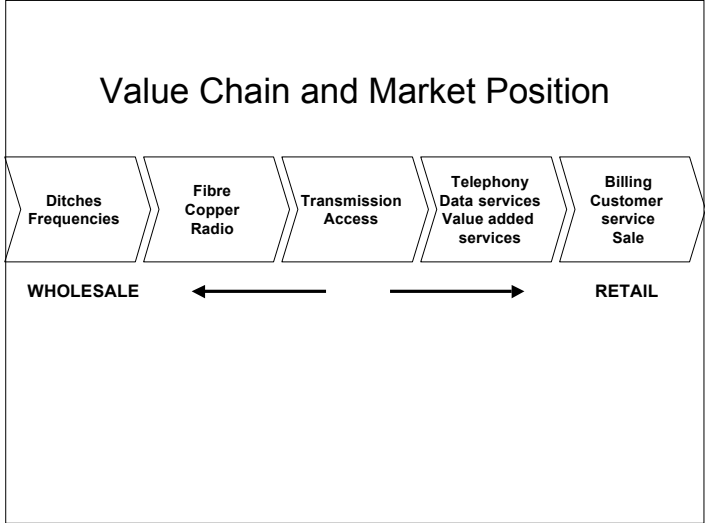 Value Chain and Market Position
Ditches
Frequencies
Fibre
Copper
Radio
Transmission
Access
Telephony
Data services
Value added
services
Billing
Customer
service
Sale
WHOLESALE
RETAIL